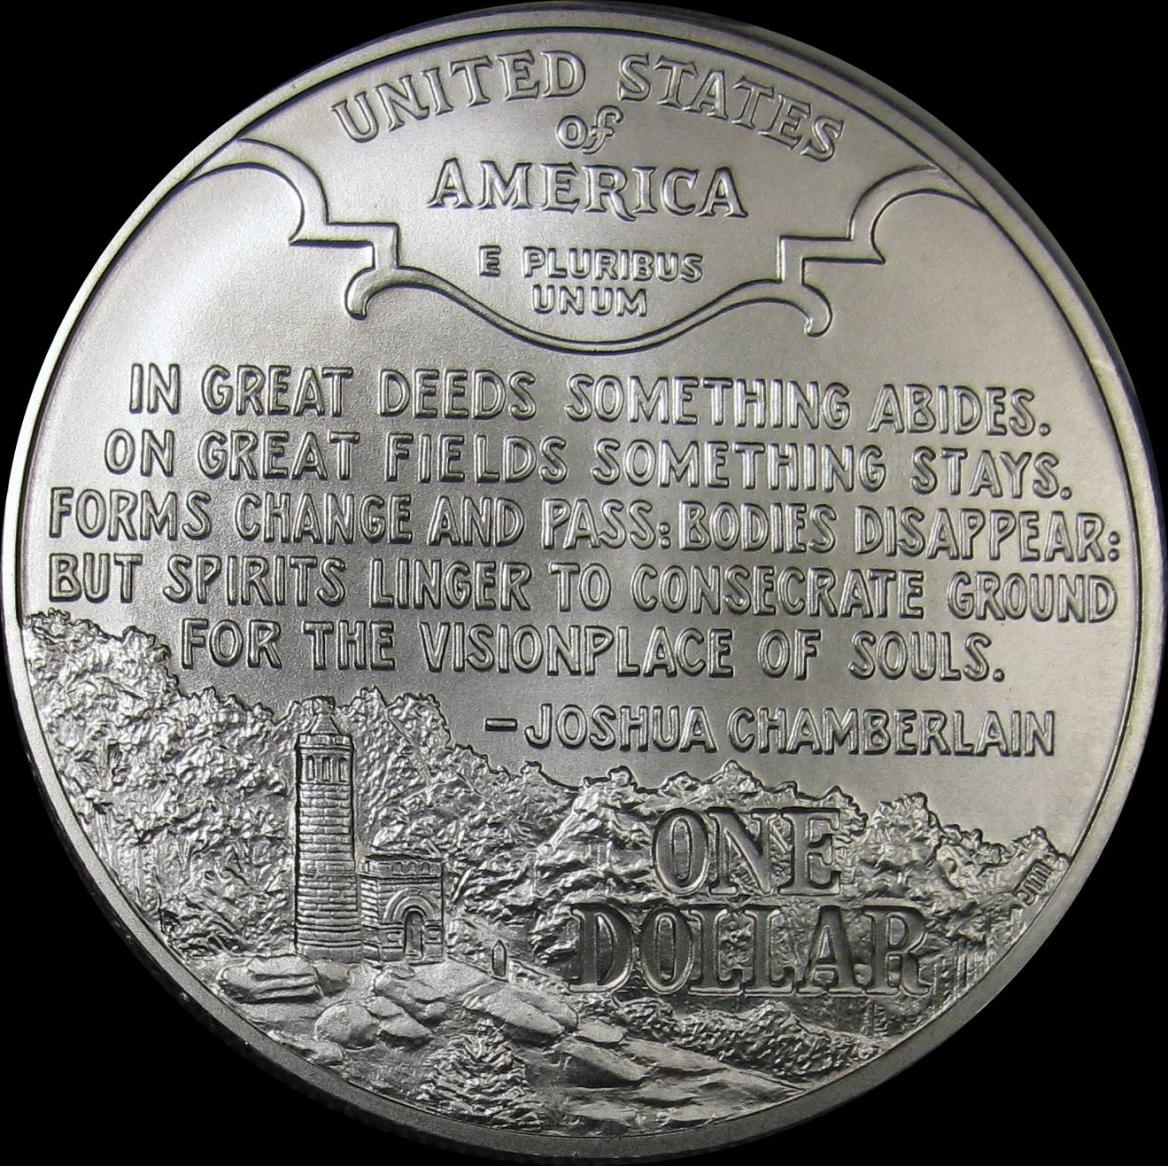 UNITED STATES
of
AMERICA
E PLURIBUS
UNUM
IN GREAT DEEDS SOMETHING ABIDES.
ON GREAT FIELDS SOMETHING STAYS.
FORMS CHANGE AND PASS: BODIES DISAPPEAR:
BUT SPIRITS LINGER TO CONSECRATE GROUND
FOR THE VISIONPLACE OF SOULS.
-JOSHUA CHAMBERLAIN
ONE
DOLLAR